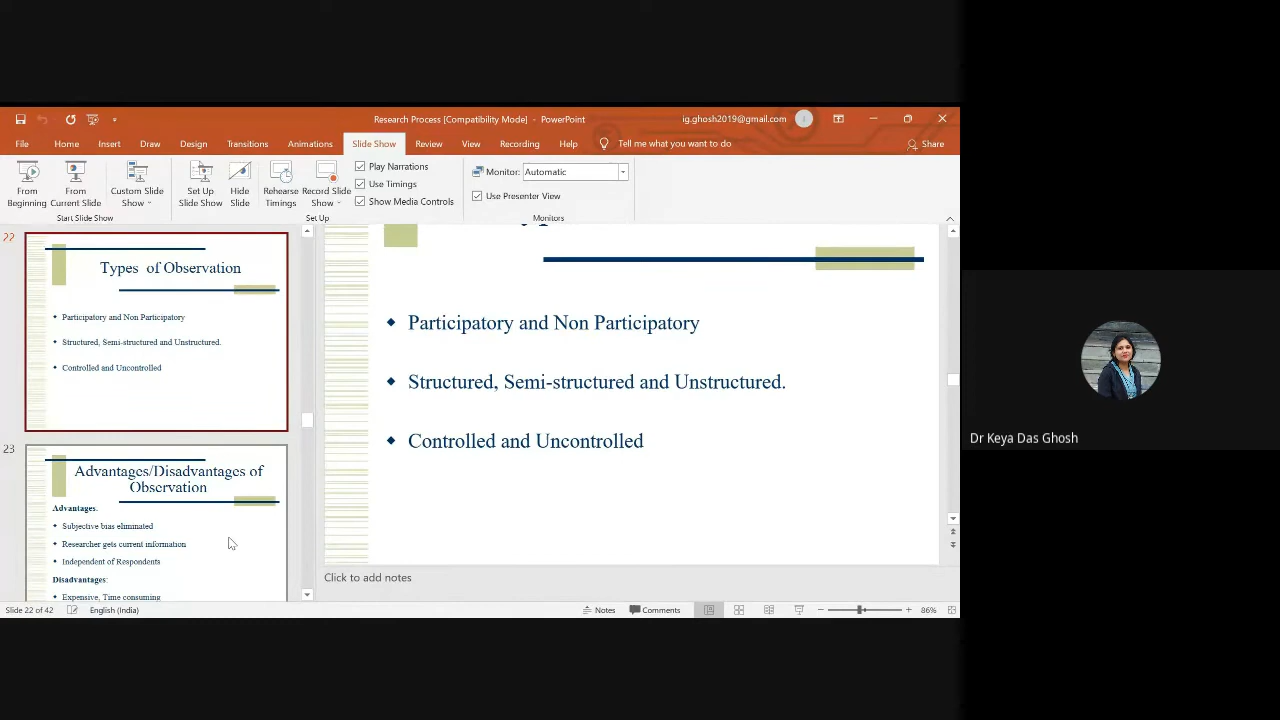 Research Process [Compatibility Mode] - PowerPoint
ig.ghosh2019@gmail.com
File Home Insert Draw Design Transitions Animations Slide Show Review View Recording Help Tell me what you want to do Share
From Beginning
From Current Slide
Custom Slide Show
Start Slide Show
Set Up Slide Show
Hide Slide
Rehearse Timings
Record Slide Show
Play Narrations
Use Timings
Show Media Controls
Set Up
Monitor: Automatic
Use Presenter View
Monitors
22
Types of Observation
Participatory and Non Participatory
Structured, Semi-structured and Unstructured.
Controlled and Uncontrolled
23
Advantages/Disadvantages of
Observation
Advantages:
Subjective bias eliminated
Researcher gets current information
Independent of Respondents
Disadvantages:
Expensive, Time consuming
Participatory and Non Participatory
Structured, Semi-structured and Unstructured.
Controlled and Uncontrolled
Click to add notes
Slide 22 of 42 English (India) Notes Comments 86%
Dr Keya Das Ghosh